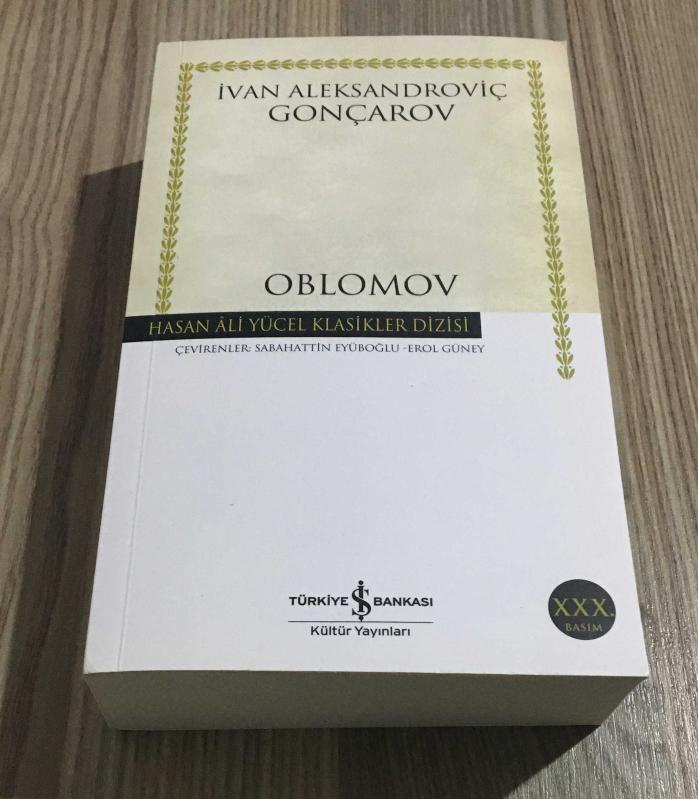 İVAN ALEKSANDROVİÇ
GONÇAROV
OBLOMOV
HASAN ÂLİ YÜCEL KLASİKLER DİZİSİ
ÇEVİRENLER: SABAHATTİN EYÜBOĞLU -EROL GÜNEY
TÜRKİYE İŞ BANKASI
Kültür Yayınları
XXX.
BASIM